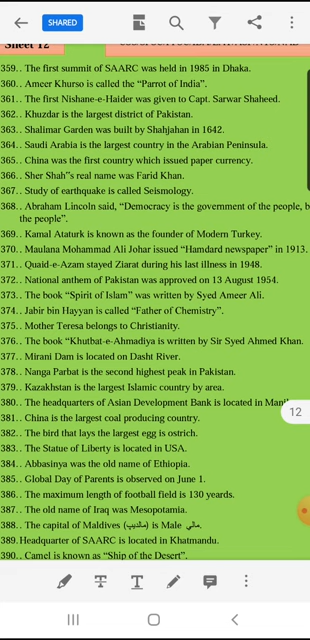 SHARED
Sheet 12
359. . The first summit of SAARC was held in 1985 in Dhaka.
360. . Ameer Khurso is called the “Parrot of India”.
361. . The first Nishane-e-Haider was given to Capt. Sarwar Shaheed.
362. . Khuzdar is the largest district of Pakistan.
363. . Shalimar Garden was built by Shahjahan in 1642.
364. . Saudi Arabia is the largest country in the Arabian Peninsula.
365. . China was the first country which issued paper currency.
366. . Sher Shah”s real name was Farid Khan.
367. . Study of earthquake is called Seismology.
368. . Abraham Lincoln said, “Democracy is the government of the people, b
the people”.
369. . Kamal Ataturk is known as the founder of Modern Turkey.
370. . Maulana Mohammad Ali Johar issued “Hamdard newspaper” in 1913.
371. . Quaid-e-Azam stayed Ziarat during his last illness in 1948.
372. . National anthem of Pakistan was approved on 13 August 1954.
373. . The book “Spirit of Islam” was written by Syed Ameer Ali.
374. . Jabir bin Hayyan is called “Father of Chemistry”.
375. . Mother Teresa belongs to Christianity.
376. . The book “Khutbat-e-Ahmadiya is written by Sir Syed Ahmed Khan.
377. . Mirani Dam is located on Dasht River.
378. . Nanga Parbat is the second highest peak in Pakistan.
379. . Kazakhstan is the largest Islamic country by area.
380. . The headquarters of Asian Development Bank is located in Mani
12
381. . China is the largest coal producing country.
382. . The bird that lays the largest egg is ostrich.
383. . The Statue of Liberty is located in USA.
384. . Abbasinya was the old name of Ethiopia.
385. . Global Day of Parents is observed on June 1.
386. . The maximum length of football field is 130 yeards.
387. . The old name of Iraq was Mesopotamia.
388. . The capital of Maldives (مالدیپ) is Male مالي.
389. Headquarter of SAARC is located in Khatmandu.
390. . Camel is known as “Ship of the Desert”.